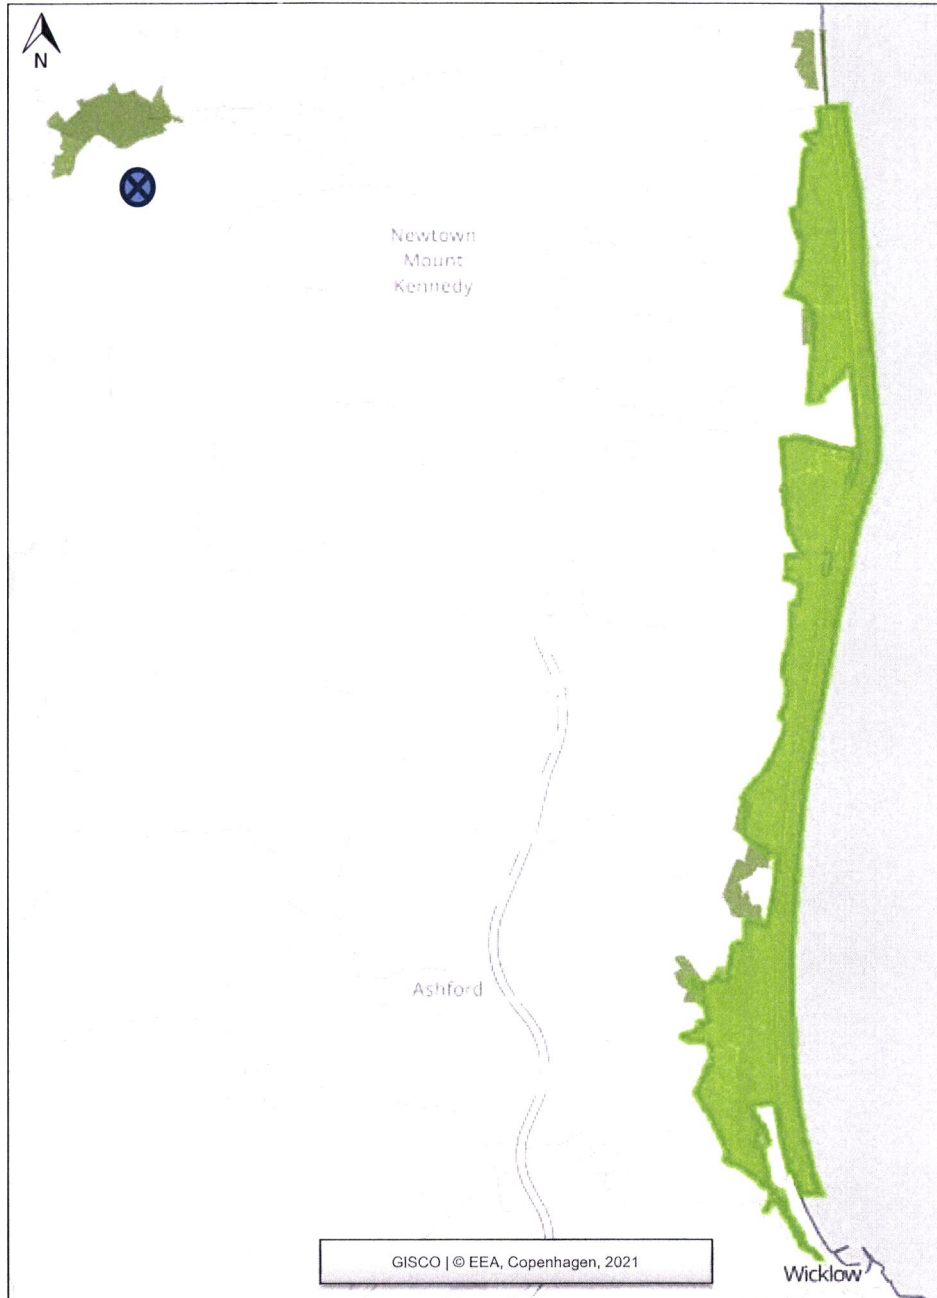 N
Newtown
Mount
Kennedy
Ashford
GISCO | © EEA, Copenhagen, 2021
Wicklow